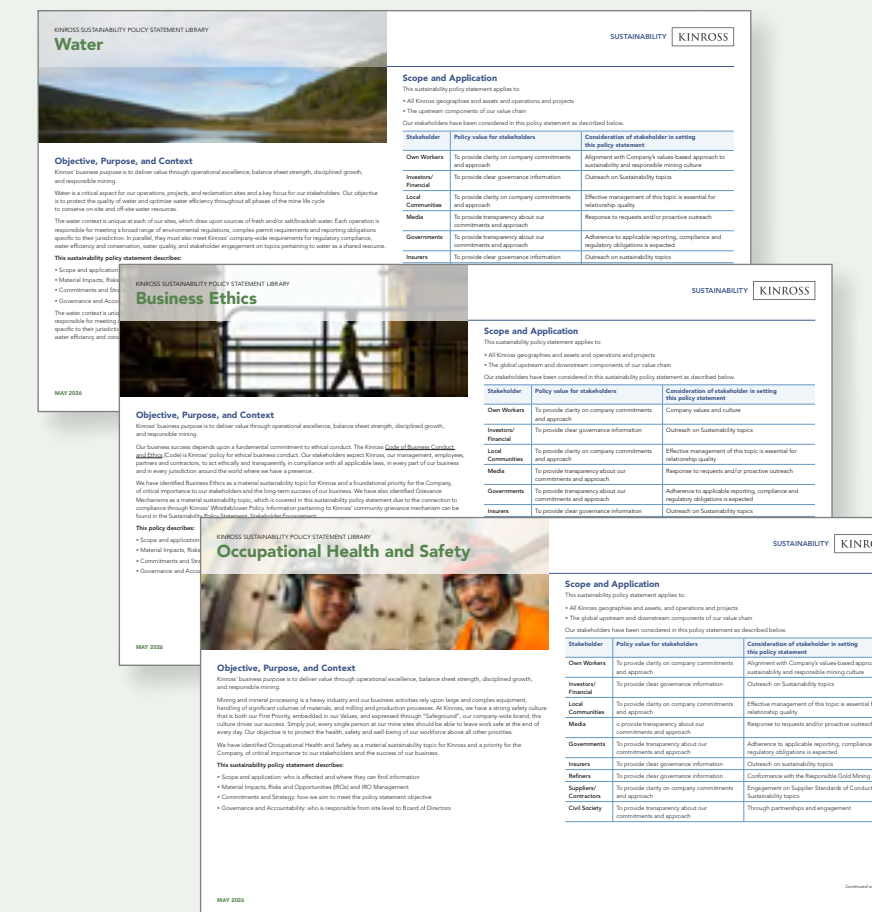 KINROSS SUSTAINABILITY POLICY STATEMENT LIBRARY
Water
SUSTAINABILITY KINROSS
Objective, Purpose, and Context
Kinross' business purpose is to deliver value through operational excellence, balance sheet strength, disciplined growth,
and responsible mining.
Water is a critical aspect for our operations, projects, and reclamation sites and a key focus for our stakeholders. Our objective
is to protect the quality of water and optimize water efficiency throughout all phases of the mine life cycle
to conserve on-site and off-site water resources.
The water context is unique at each of our sites, which draw upon sources of fresh and/or salt/brackish water. Each operation is
responsible for meeting a broad range of environmental regulations, complex permit requirements and reporting obligations
specific to their jurisdiction. In parallel, they must also meet Kinross' company-wide requirements for regulatory compliance,
water efficiency and conservation, water quality, and stakeholder engagement on topics pertaining to water as a shared resource.
This sustainability policy statement describes:
• Scope and application
• Material Impacts, Risks
• Commitments and Str
• Governance and Accou
The water context is uniq
responsible for meeting
specific to their jurisdictic
water efficiency and cons
MAY 2026
Scope and Application
This sustainability policy statement applies to:
• All Kinross geographies and assets and operations and projects
• The upstream components of our value chain
Our stakeholders have been considered in this policy statement as described below.
Stakeholder Policy value for stakeholders Consideration of stakeholder in setting
this policy statement
Own Workers To provide clarity on company commitments Alignment with Company's values-based approach to
and approach sustainability and responsible mining culture
Investors/ To provide clear governance information Outreach on Sustainability topics
Financial
Local To provide clarity on company commitments Effective management of this topic is essential for
Communities and approach relationship quality
Media To provide transparency about our Response to requests and/or proactive outreach
commitments and approach
Governments To provide transparency about our Adherence to applicable reporting, compliance and
commitments and approach regulatory obligations is expected
Insurers To provide clear governance information Outreach on sustainability topics
KINROSS SUSTAINABILITY POLICY STATEMENT LIBRARY
Business Ethics
SUSTAINABILITY KINROSS
Objective, Purpose, and Context
Kinross' business purpose is to deliver value through operational excellence, balance sheet strength, disciplined growth,
and responsible mining.
Our business success depends upon a fundamental commitment to ethical conduct. The Kinross Code of Business Conduct
and Ethics (Code) is Kinross' policy for ethical business conduct. Our stakeholders expect Kinross, our management, employees,
partners and contractors, to act ethically and transparently, in compliance with all applicable laws, in every part of our business
and in every jurisdiction around the world where we have a presence.
We have identified Business Ethics as a material sustainability topic for Kinross and a foundational priority for the Company,
of critical importance to our stakeholders and the long-term success of our business. We have also identified Grievance
Mechanisms as a material sustainability topic, which is covered in this sustainability policy statement due to the connection to
compliance through Kinross' Whistleblower Policy. Information pertaining to Kinross' community grievance mechanism can be
found in the Sustainability Policy Statement, Stakeholder Engagement.
This policy describes:
• Scope and application
• Material Impacts, Risks
• Commitments and Str
• Governance and Accou
MAY 2026
Scope and Application
This sustainability policy statement applies to:
• All Kinross geographies and assets and operations and projects
• The global upstream and downstream components of our value chain
Our stakeholders have been considered in this sustainability policy statement as described below.
Stakeholder Policy value for stakeholders Consideration of stakeholder in setting
this policy statement
Own Workers To provide clarity on company commitments Company values and culture
and approach
Investors/ To provide clear governance information Outreach on Sustainability topics
Financial
Local To provide clarity on company commitments Effective management of this topic is essential for
Communities and approach relationship quality
Media To provide transparency about our Response to requests and/or proactive outreach
commitments and approach
Governments To provide transparency about our Adherence to applicable reporting, compliance and
commitments and approach regulatory obligations is expected
Insurers To provide clear governance information Outreach on Sustainability topics
KINROSS SUSTAINABILITY POLICY STATEMENT LIBRARY
Occupational Health and Safety
SUSTAINABILITY KINRO
Objective, Purpose, and Context
Kinross' business purpose is to deliver value through operational excellence, balance sheet strength, disciplined growth,
and responsible mining.
Mining and mineral processing is a heavy industry and our business activities rely upon large and complex equipment,
handling of significant volumes of materials, and milling and production processes. At Kinross, we have a strong safety culture
that is both our First Priority, embedded in our Values, and expressed through "Safeground", our company-wide brand; this
culture drives our success. Simply put, every single person at our mine sites should be able to leave work safe at the end of
every day. Our objective is to protect the health, safety and well-being of our workforce above all other priorities.
We have identified Occupational Health and Safety as a material sustainability topic for Kinross and a priority for the
Company, of critical importance to our stakeholders and the success of our business.
This sustainability policy statement describes:
• Scope and application: who is affected and where they can find information
• Material Impacts, Risks and Opportunities (IROs) and IRO Management
• Commitments and Strategy: how we aim to meet the policy statement objective
• Governance and Accountability: who is responsible from site level to Board of Directors
MAY 2026
Scope and Application
This sustainability policy statement applies to:
• All Kinross geographies and assets, and operations and projects
• The global upstream and downstream components of our value chain
Our stakeholders have been considered in this policy statement as described below.
Stakeholder Policy value for stakeholders Consideration of stakeholder in setting
this policy statement
Own Workers To provide clarity on company commitments Alignment with Company's values-based approa
and approach sustainability and responsible mining culture
Investors/ To provide clear governance information Outreach on Sustainability topics
Financial
Local To provide clarity on company commitments Effective management of this topic is essential f
Communities and approach relationship quality
Media o provide transparency about our Response to requests and/or proactive outreach
commitments and approach
Governments To provide transparency about our Adherence to applicable reporting, compliance
commitments and approach regulatory obligations is expected
Insurers To provide clear governance information Outreach on sustainability topics
Refiners To provide clear governance information Conformance with the Responsible Gold Mining
Suppliers/ To provide clarity on company commitments Engagement on Supplier Standards of Conduct
Contractors and approach Sustainability topics
Civil Society To provide transparency about our Through partnerships and engagement
commitments and approach
Continued o